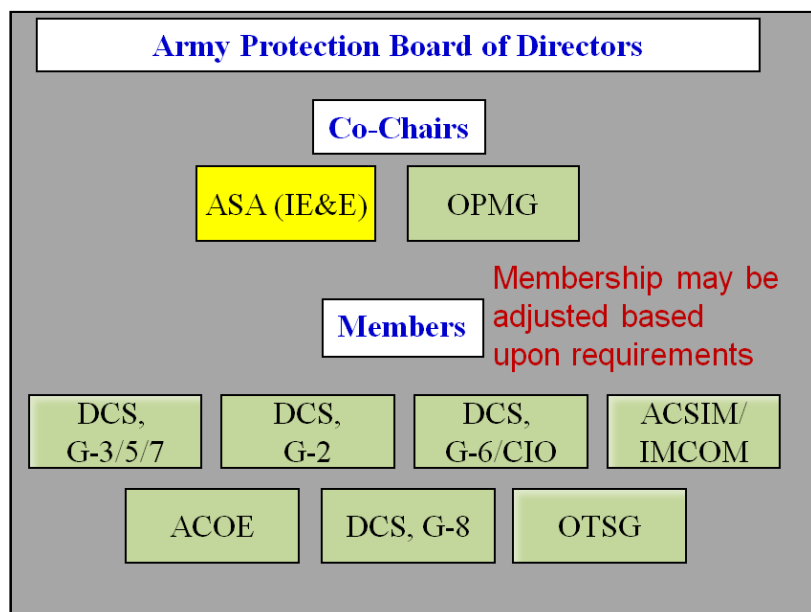 Army Protection Board of Directors
Co-Chairs
ASA (IE&E)
OPMG
Membership may be
adjusted based
upon requirements
Members
DCS,
G-3/5/7
DCS,
G-2
DCS,
G-6/CIO
ACSIM/
IMCOM
ACOE
DCS, G-8
OTSG